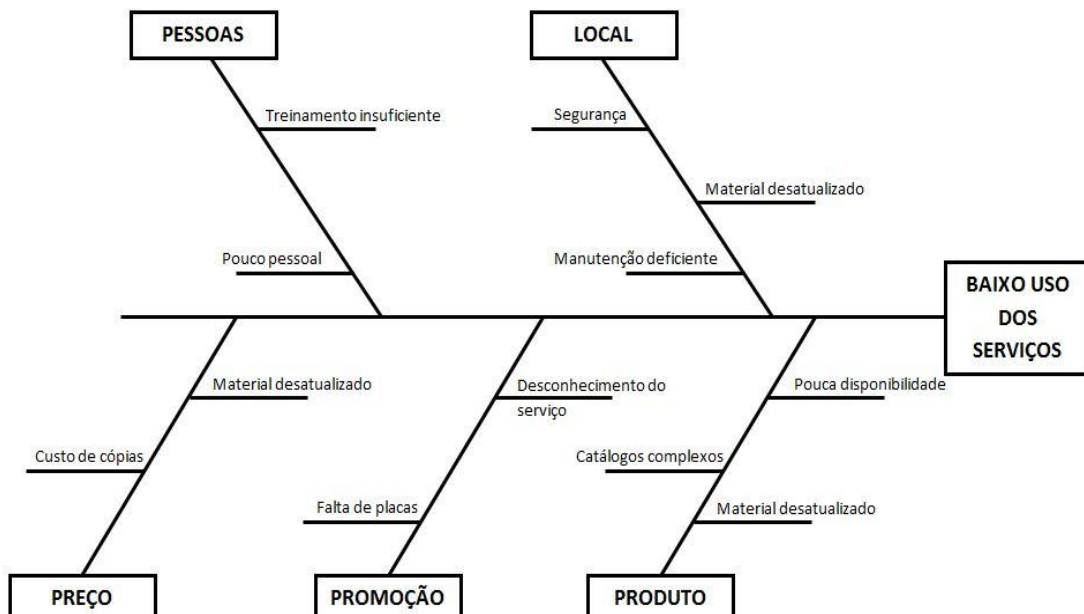 PESSOAS
LOCAL
Treinamento insuficiente
Segurança
Material desatualizado
Pouco pessoal
Manutenção deficiente
BAIXO USO
DOS
SERVIÇOS
Material desatualizado
Desconhecimento do
serviço
Pouca disponibilidade
Custo de cópias
Catálogos complexos
Falta de placas
Material desatualizado
PREÇO
PROMOÇÃO
PRODUTO